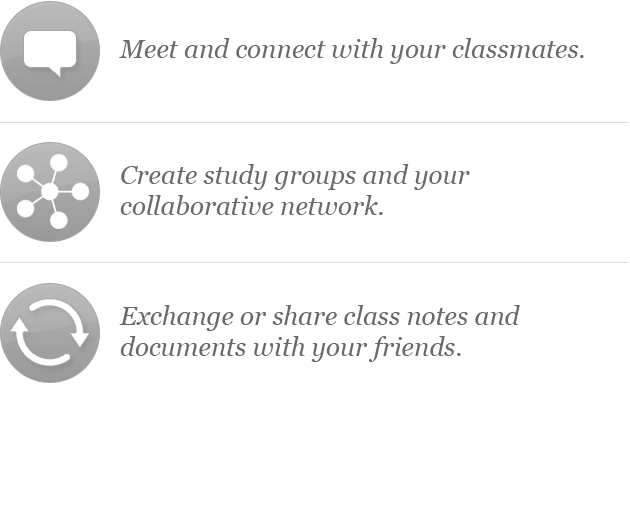 Meet and connect with your classmates.
Create study groups and your
collaborative network.
Exchange or share class notes and
documents with your friends.